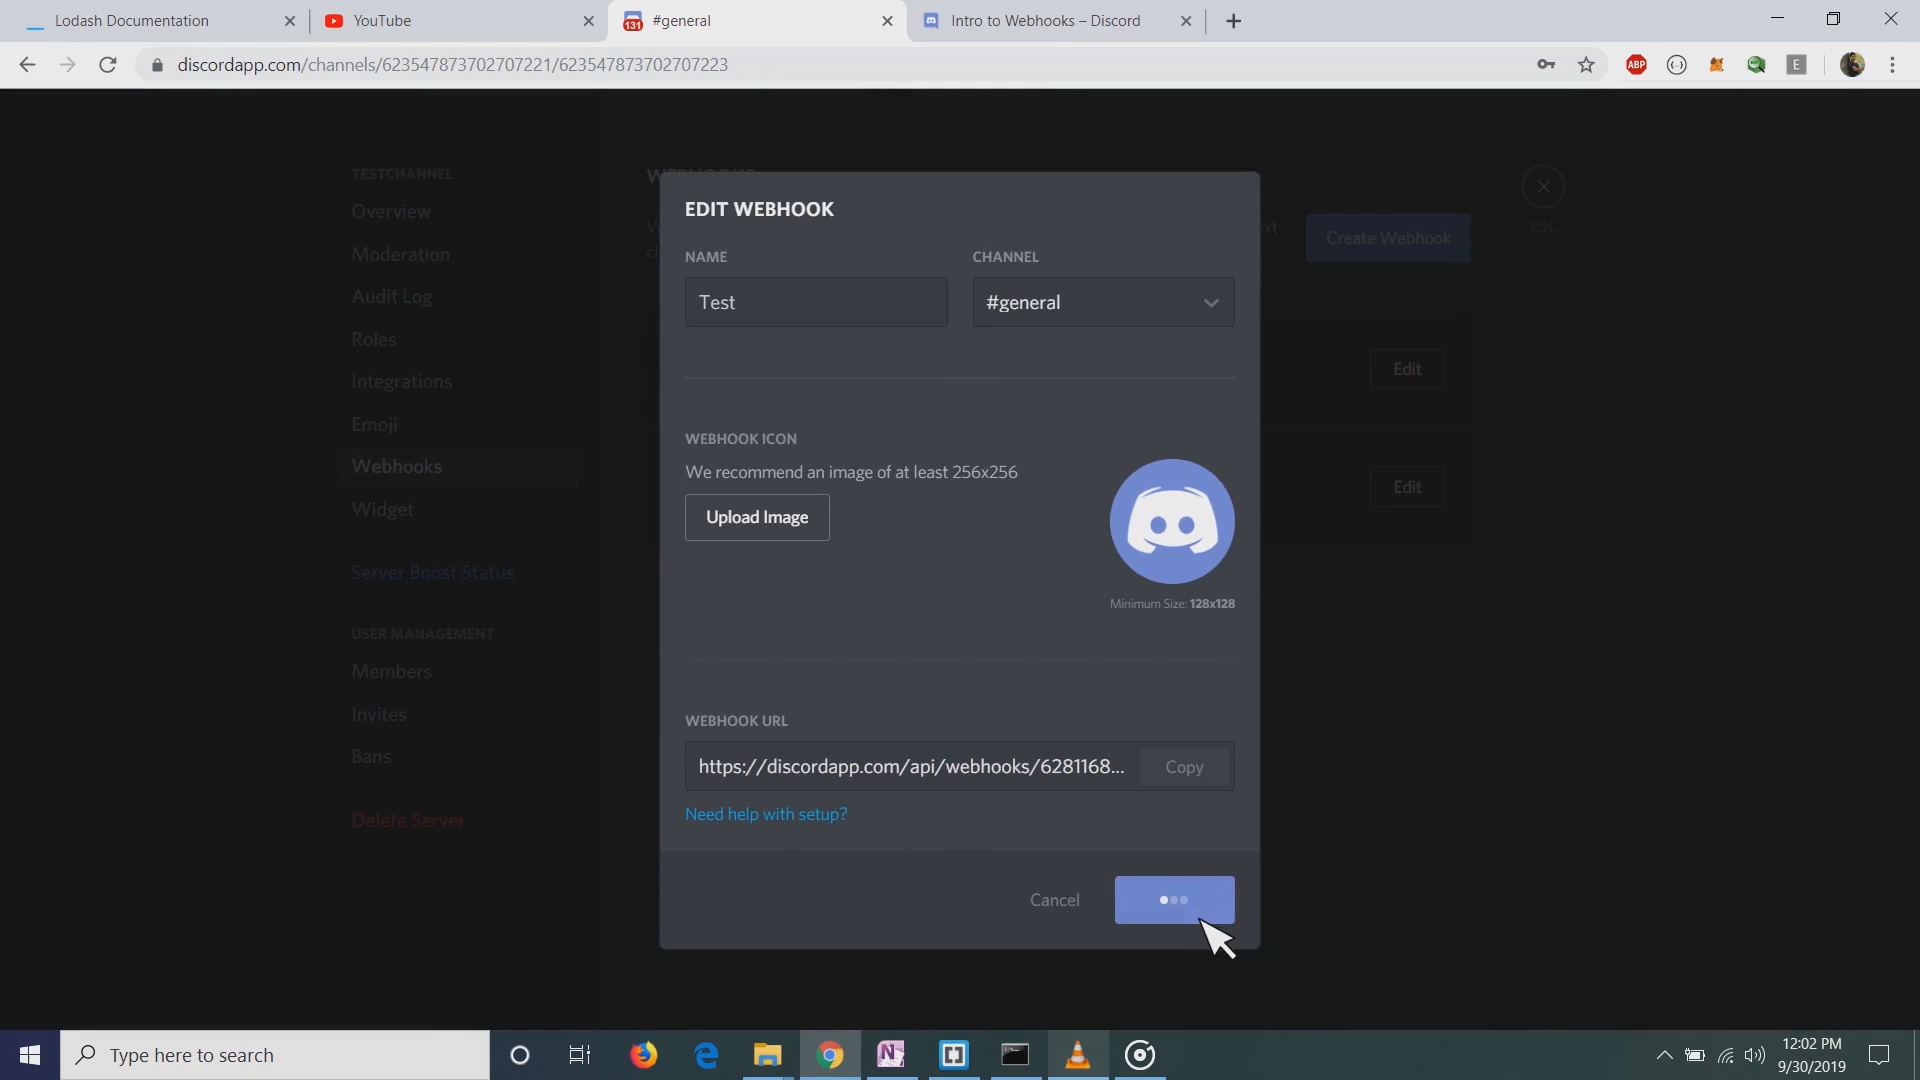 Lodash Documentation
YouTube
131
#general
Intro to Webhooks – Discord
discordapp.com/channels/623547873702707221/623547873702707223
ABP
E
TESTCHANNEL
Overview
Moderation
Audit Log
Roles
Integrations
Emoji
Webhooks
Widget
Server Boost Status
USER MANAGEMENT
Members
Invites
Bans
Delete Server
Create Webhook
ESC
Edit
Edit
EDIT WEBHOOK
NAME
CHANNEL
Test
#general
WEBHOOK ICON
We recommend an image of at least 256x256
Upload Image
Minimum Size: 128x128
WEBHOOK URL
https://discordapp.com/api/webhooks/6281168...
Copy
Need help with setup?
Cancel
Type here to search
N
12:02 PM
9/30/2019